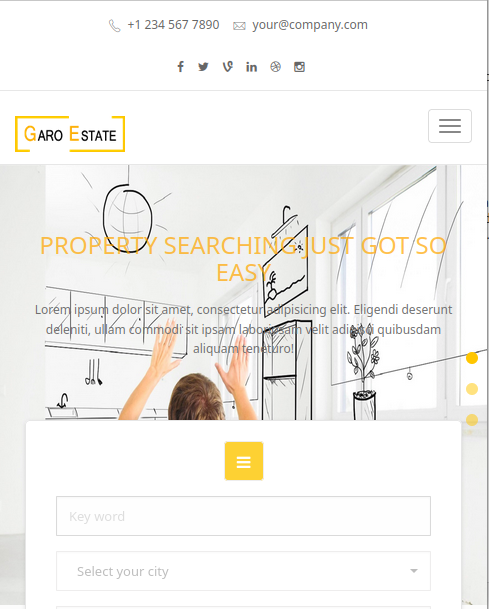 +1 234 567 7890 your@company.com
GARO ESTATE
PROPERTY SEARCHING JUST GOT SO
EASY
Lorem ipsum dolor sit amet, consectetur adipisicing elit. Eligendi deserunt
deleniti, ullam commodi sit ipsam laboriosam velit adipisci quibusdam
aliquam teneturo!
Key word
Select your city